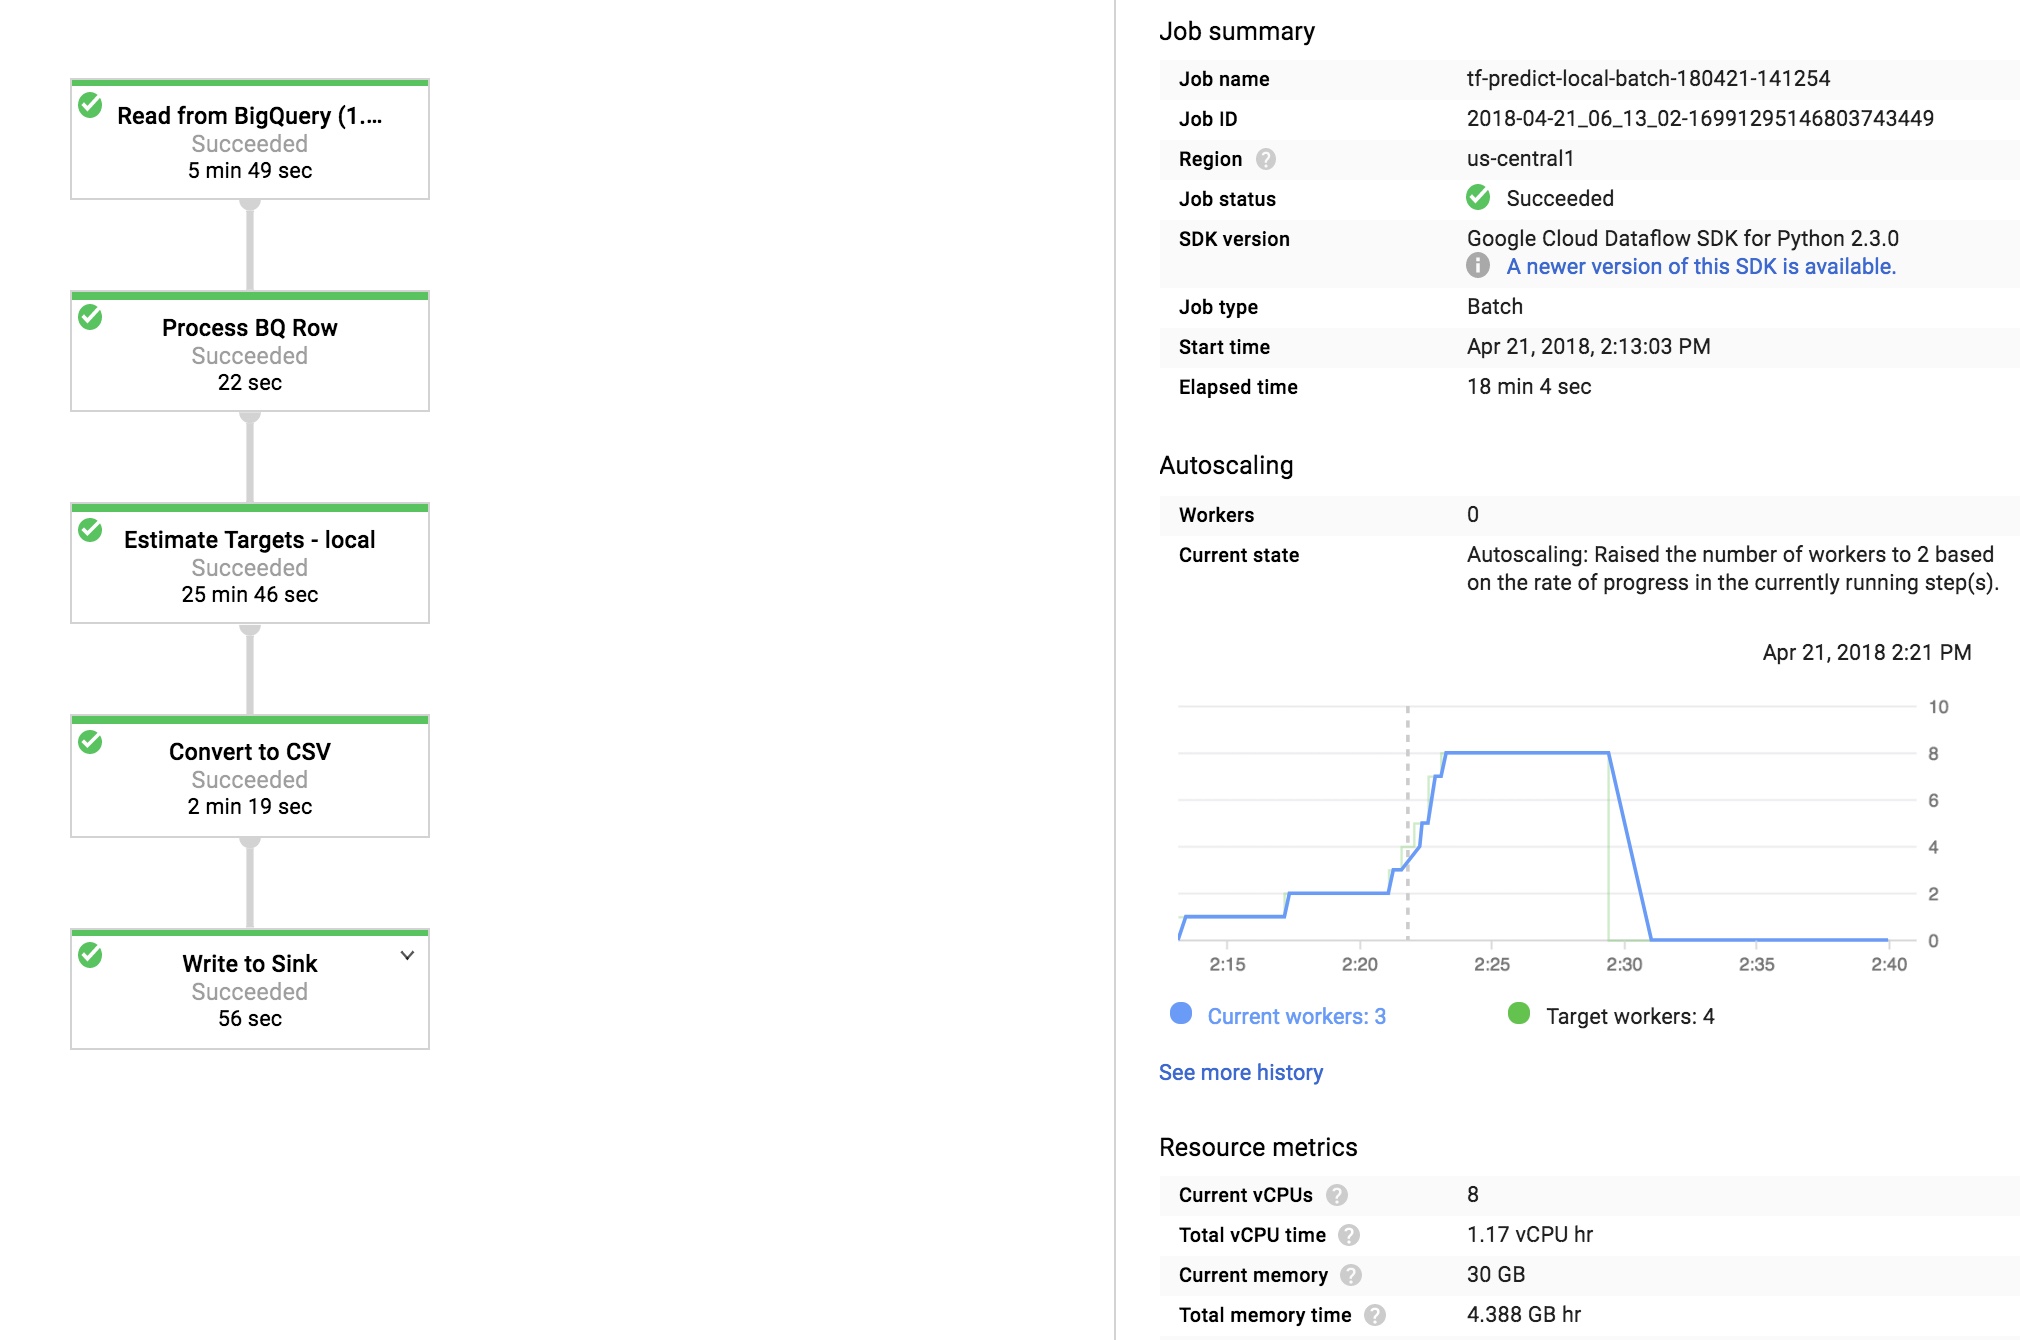 Read from BigQuery (1....
Succeeded
5 min 49 sec
Process BQ Row
Succeeded
22 sec
Estimate Targets - local
Succeeded
25 min 46 sec
Convert to CSV
Succeeded
2 min 19 sec
Write to Sink
Succeeded
56 sec
Job summary
Job name tf-predict-local-batch-180421-141254
Job ID 2018-04-21_06_13_02-16991295146803743449
Region ? us-central1
Job status Succeeded
SDK version Google Cloud Dataflow SDK for Python 2.3.0
i A newer version of this SDK is available.
Job type Batch
Start time Apr 21, 2018, 2:13:03 PM
Elapsed time 18 min 4 sec
Autoscaling
Workers 0
Current state Autoscaling: Raised the number of workers to 2 based
on the rate of progress in the currently running step(s).
Apr 21, 2018 2:21 PM
10
8
6
4
2
0
2:15 2:20 2:25 2:30 2:35 2:40
Current workers: 3 Target workers: 4
See more history
Resource metrics
Current vCPUs ? 8
Total vCPU time ? 1.17 vCPU hr
Current memory ? 30 GB
Total memory time ? 4.388 GB hr